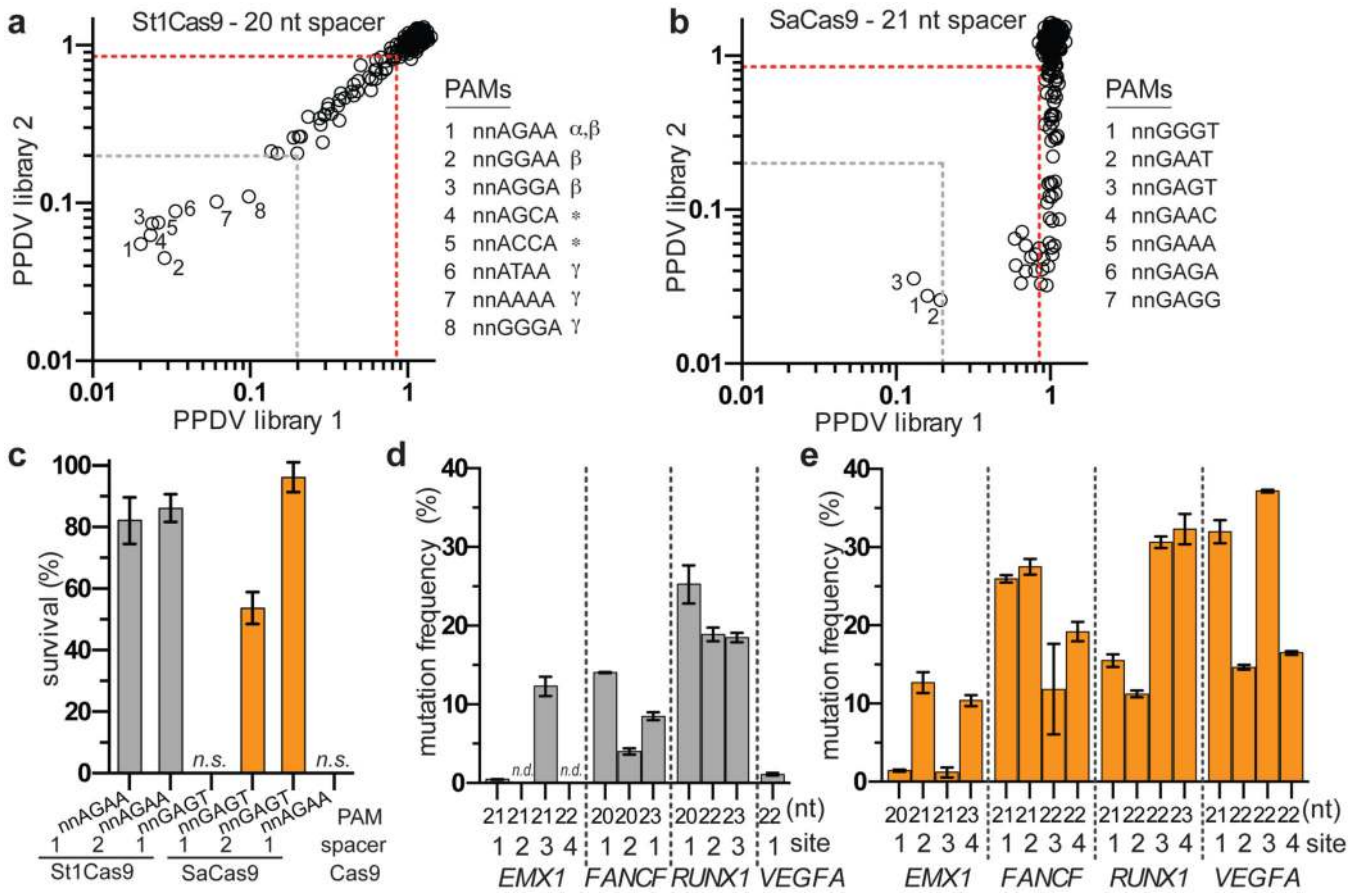 a St1Cas9 - 20 nt spacer
PPDV library 2
1
0.1
0.01
0.01 0.1 1
PPDV library 1
1 2 3 4 5 6 7 8
PAMs
1 nnAGAA α,β
2 nnGGAA β
3 nnAGGA β
4 nnAGCA *
5 nnACCA *
6 nnATAA γ
7 nnAAAA γ
8 nnGGGA γ
b SaCas9 - 21 nt spacer
PPDV library 2
1
0.1
0.01
0.01 0.1 1
PPDV library 1
3 1 2
PAMs
1 nnGGGT
2 nnGAAT
3 nnGAGT
4 nnGAAC
5 nnGAAA
6 nnGAGA
7 nnGAGG
c
survival (%)
100
80
60
40
20
0
n.s. n.s.
nnAGAA nnAGAA nnGAGT nnGAGT nnGAGT nnAGAA PAM
1 2 1 1 2 1 spacer
St1Cas9 SaCas9 Cas9
d
mutation frequency (%)
40
30
20
10
0
n.d. n.d.
21 21 21 22 20 20 23 20 22 22 22 (nt)
1 2 3 4 1 2 1 1 2 3 1 site
EMX1 FANCF RUNX1 VEGFA
e
mutation frequency (%)
40
30
20
10
0
20 21 21 23 21 21 22 22 21 22 23 22 21 22 22 22 (nt)
1 2 3 4 1 2 3 4 1 2 3 4 1 2 3 4 site
EMX1 FANCF RUNX1 VEGFA